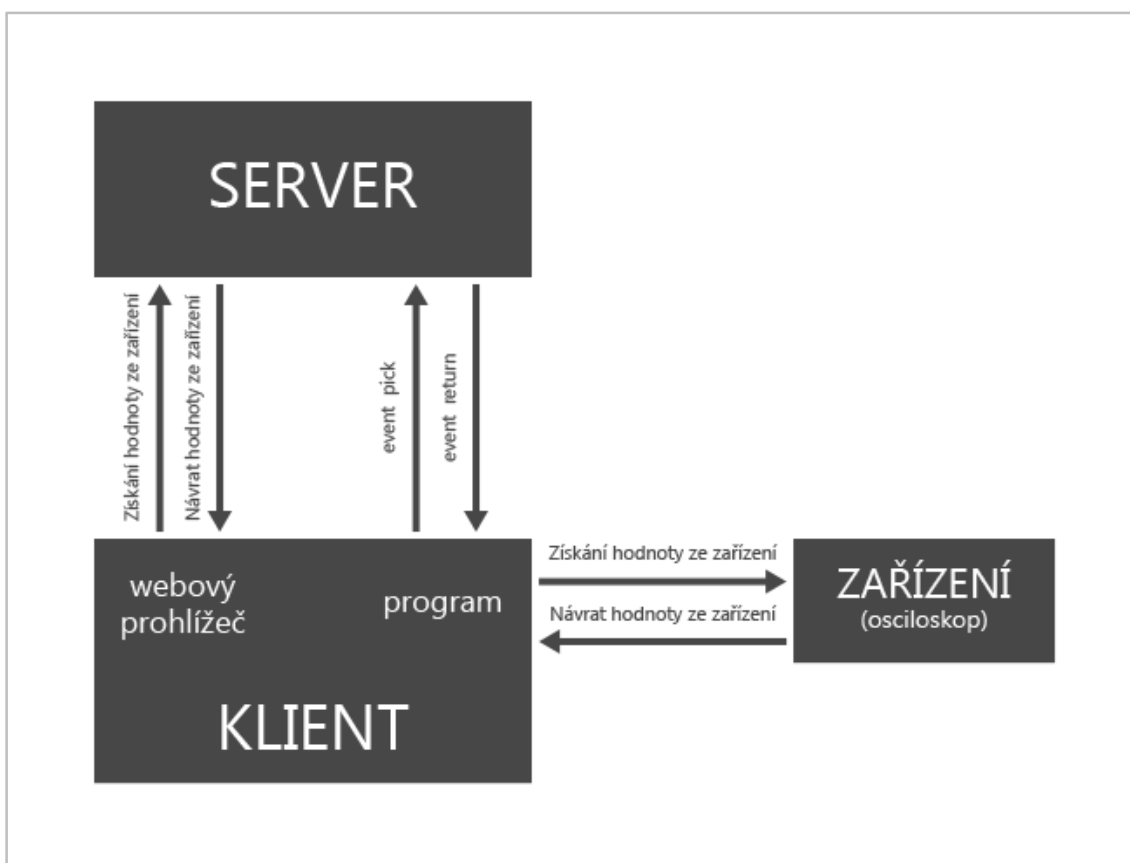 SERVER
Získání hodnoty ze zařízení
Návrat hodnoty ze zařízení
event pick
event return
webový
prohlížeč
program
KLIENT
Získání hodnoty ze zařízení
Návrat hodnoty ze zařízení
ZAŘÍZENÍ
(osciloskop)